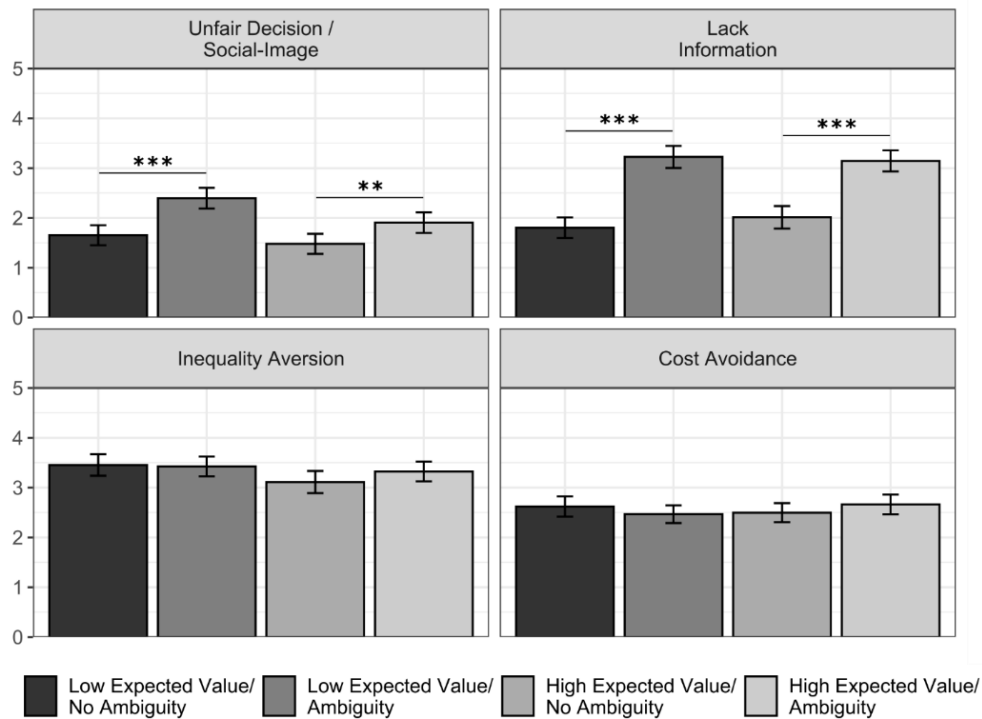 Unfair Decision /
Social-Image
Lack
Information
5
4
3
2
1
0
***
**
***
***
Inequality Aversion
Cost Avoidance
5
4
3
2
1
0
Low Expected Value/
No Ambiguity
Low Expected Value/
Ambiguity
High Expected Value/
No Ambiguity
High Expected Value/
Ambiguity